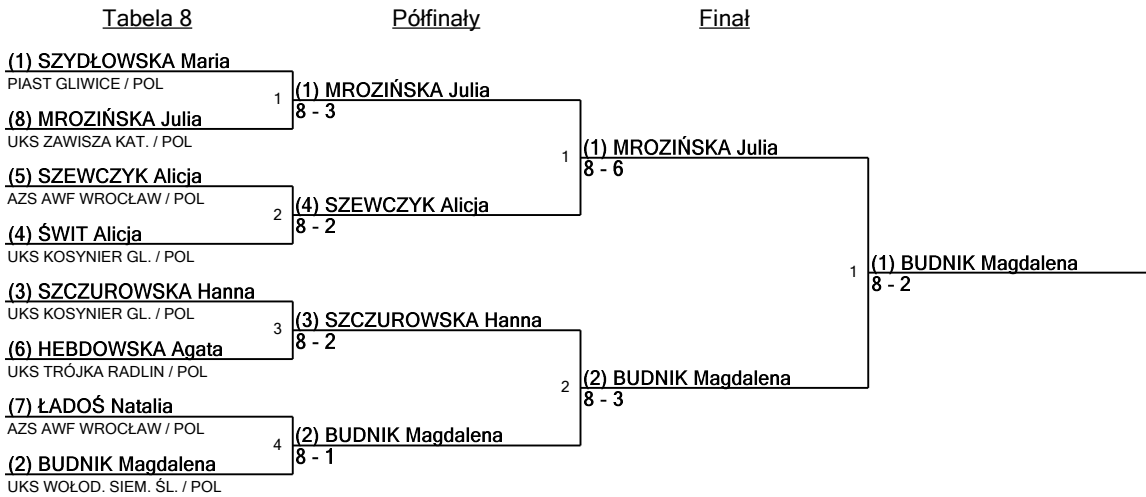 Tabela 8
Półfinały
Finał
(1) SZYDŁOWSKA Maria
PIAST GLIWICE / POL
1
(1) MROZIŃSKA Julia
8 - 3
(8) MROZIŃSKA Julia
UKS ZAWISZA KAT. / POL
1
(1) MROZIŃSKA Julia
8 - 6
(5) SZEWCZYK Alicja
AZS AWF WROCŁAW / POL
2
(4) SZEWCZYK Alicja
8 - 2
(4) ŚWIT Alicja
UKS KOSYNIER GL. / POL
1
(1) BUDNIK Magdalena
8 - 2
(3) SZCZUROWSKA Hanna
UKS KOSYNIER GL. / POL
3
(3) SZCZUROWSKA Hanna
8 - 2
(6) HEBDOWSKA Agata
UKS TRÓJKA RADLIN / POL
2
(2) BUDNIK Magdalena
8 - 3
(7) ŁADOŚ Natalia
AZS AWF WROCŁAW / POL
4
(2) BUDNIK Magdalena
8 - 1
(2) BUDNIK Magdalena
UKS WOŁOD. SIEM. ŚL. / POL